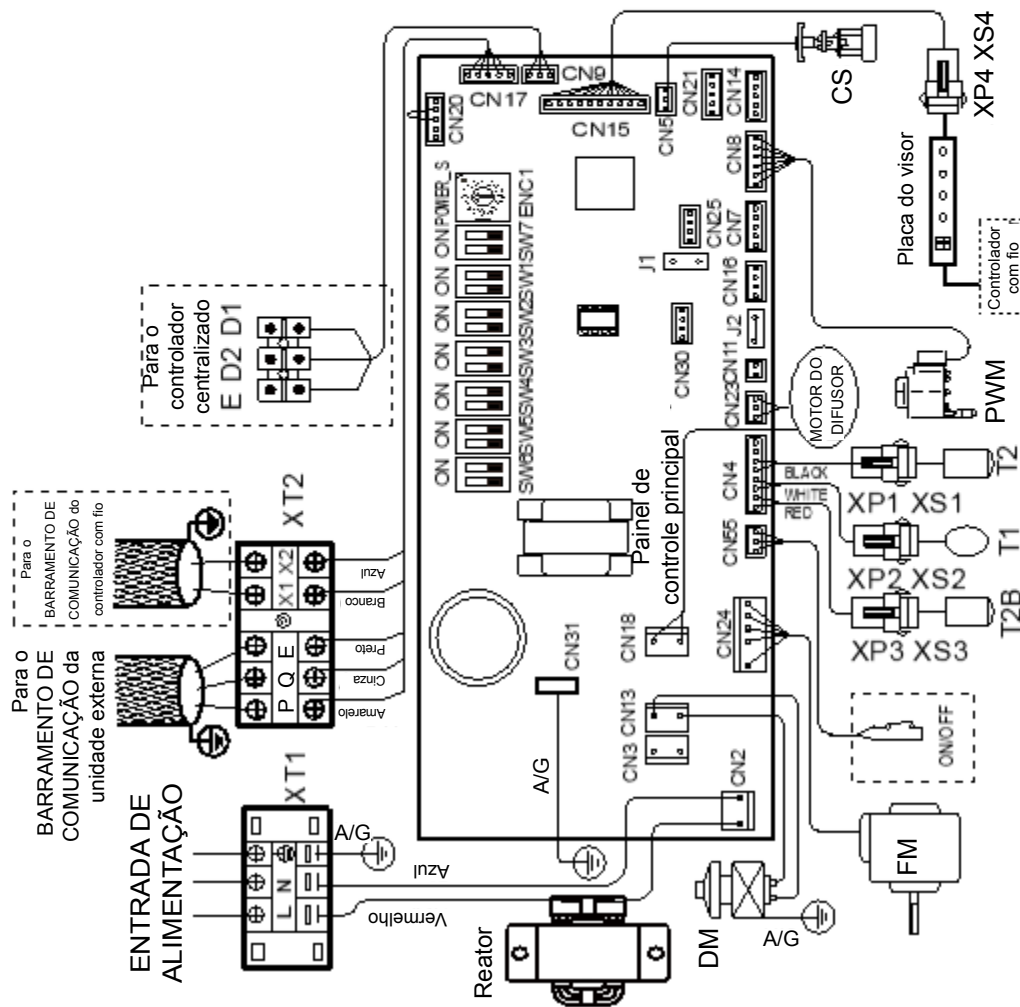 Para o
BARRAMENTO DE
COMUNICAÇÃO da
unidade externa
Para o
BARRAMENTO DE
COMUNICAÇÃO do
controlador com fio
Para o
controlador
centralizado
E D2 D1
ENTRADA DE
ALIMENTAÇÃO
XT1
L N
A/G
Azul
Vermelho
XT2
P Q E X1 X2
Amarelo
Cinza
Preto
Branco
Azul
CN20
CN17
CN9
CN15
CN5
CN21
CN14
ON ON ON ON ON ON ON POWER_S
SW6 SW5 SW4 SW3 SW2 SW1 SW7 ENC1
CN31
A/G
CN18
Painel de
controle principal
CN30
J1
CN25
CN3
CN13
CN2
CN24
CN55
CN4
CN23
CN11
J2
CN16
CN7
CN8
RED
WHITE
BLACK
Reator
DM
A/G
FM
ON/OFF
XP3 XS3
T2B
XP2 XS2
T1
XP1 XS1
T2
MOTOR DO
DIFUSOR
PWM
CS
XP4 XS4
Placa do visor
Controlador
com fio